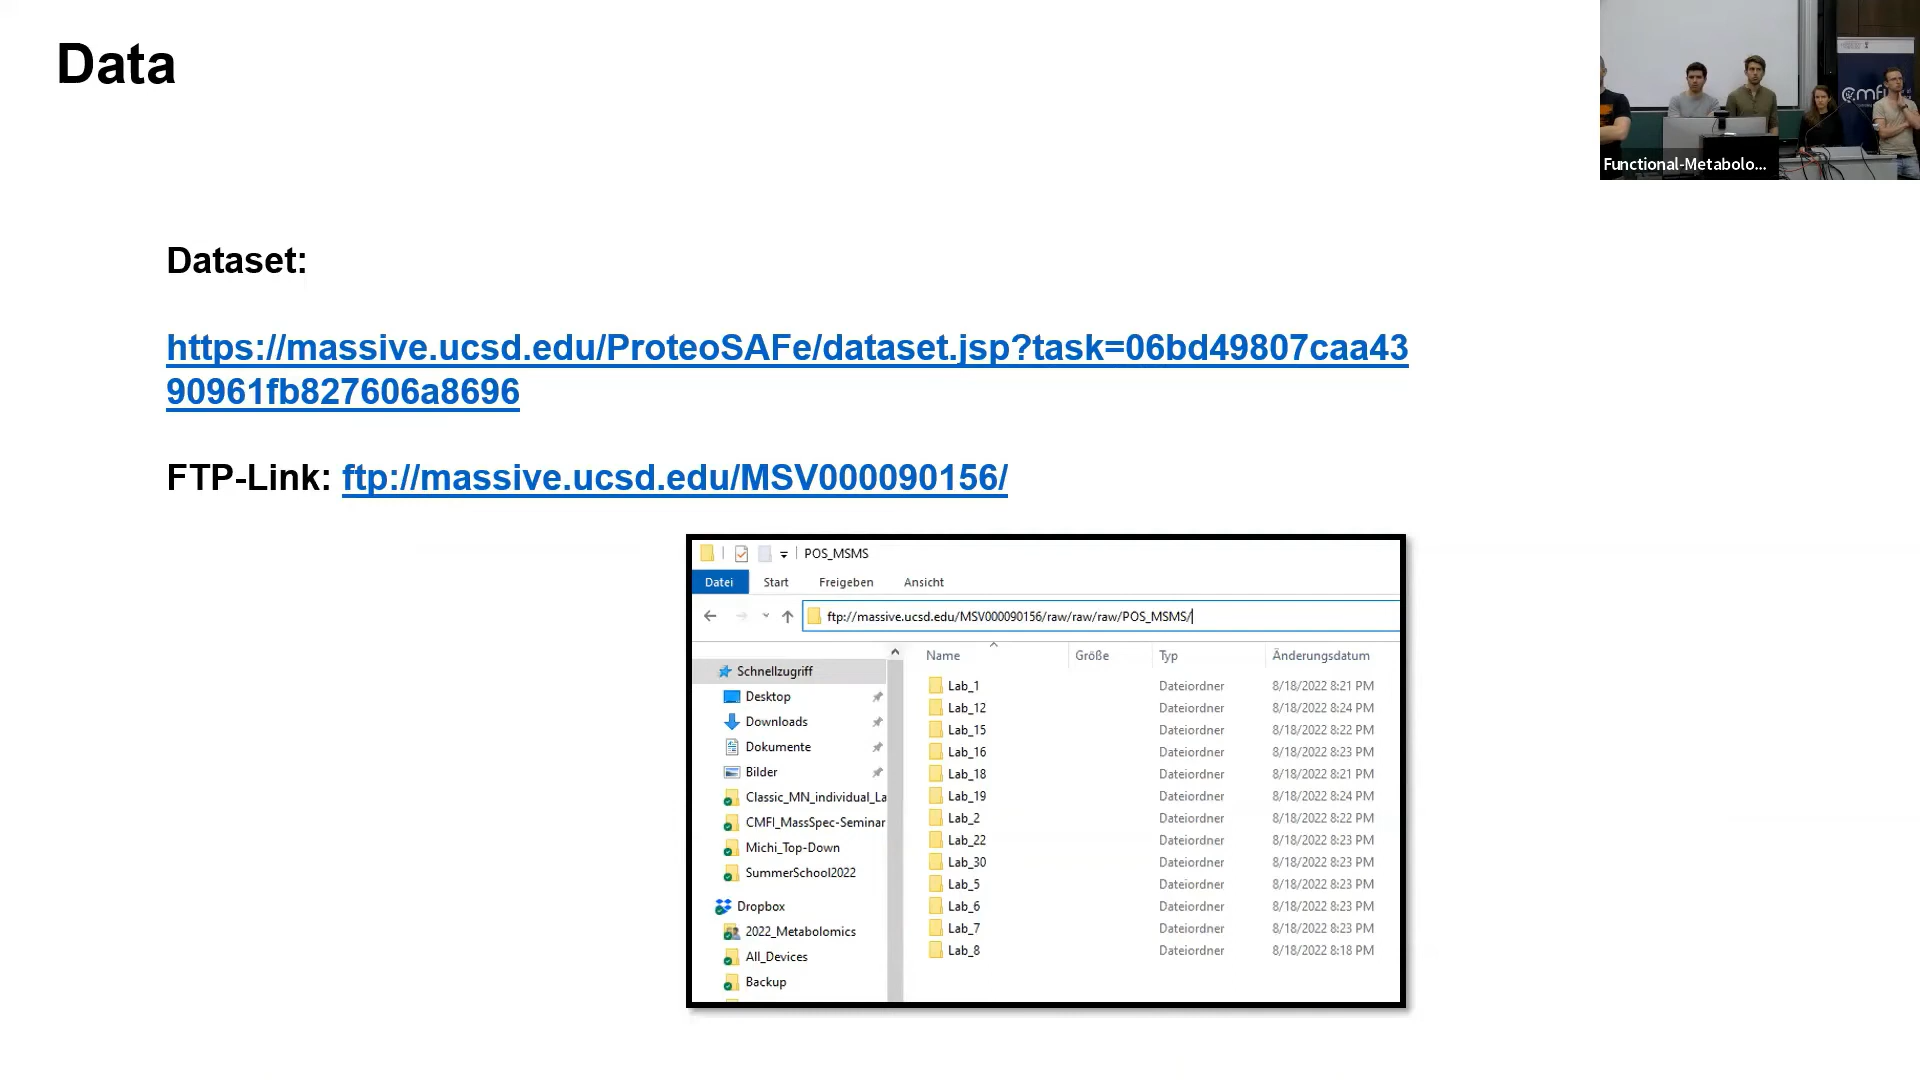 Data
cmfi
Functional-Metabolo...
Dataset:
https://massive.ucsd.edu/ProteoSAFe/dataset.jsp?task=06bd49807caa43
90961fb827606a8696
FTP-Link: ftp://massive.ucsd.edu/MSV000090156/
POS_MSMS
Datei Start Freigeben Ansicht
ftp://massive.ucsd.edu/MSV000090156/raw/raw/raw/POS_MSMS/
Name Größe Typ Änderungsdatum
Schnellzugriff
Desktop
Downloads
Dokumente
Bilder
Classic_MN_individual_La
CMFI_MassSpec-Seminar
Michi_Top-Down
SummerSchool2022
Dropbox
2022_Metabolomics
All_Devices
Backup
Lab_1 Dateiordner 8/18/2022 8:21 PM
Lab_12 Dateiordner 8/18/2022 8:24 PM
Lab_15 Dateiordner 8/18/2022 8:22 PM
Lab_16 Dateiordner 8/18/2022 8:23 PM
Lab_18 Dateiordner 8/18/2022 8:21 PM
Lab_19 Dateiordner 8/18/2022 8:24 PM
Lab_2 Dateiordner 8/18/2022 8:22 PM
Lab_22 Dateiordner 8/18/2022 8:23 PM
Lab_30 Dateiordner 8/18/2022 8:23 PM
Lab_5 Dateiordner 8/18/2022 8:23 PM
Lab_6 Dateiordner 8/18/2022 8:23 PM
Lab_7 Dateiordner 8/18/2022 8:23 PM
Lab_8 Dateiordner 8/18/2022 8:18 PM